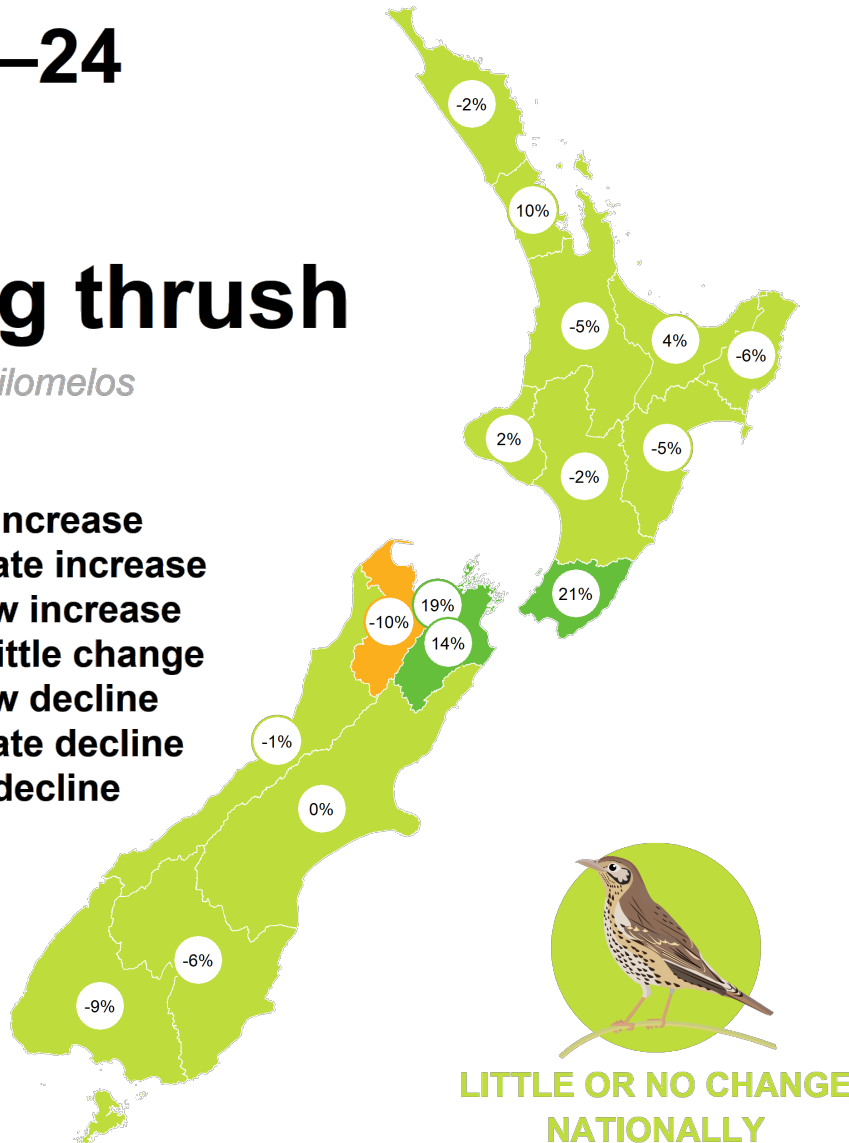 –24
g thrush
ilomelos
ncrease
ate increase
w increase
ittle change
w decline
ate decline
decline
-2%
10%
-5%
4%
-6%
2%
-2%
-5%
21%
19%
-10%
14%
-1%
0%
-6%
-9%
LITTLE OR NO CHANGE
NATIONALLY